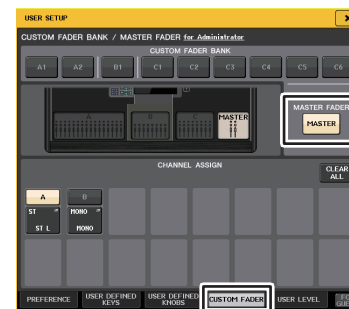 USER SETUP
CUSTOM FADER BANK / MASTER FADER for Administrator
CUSTOM FADER BANK
A1 A2 B1 C1 C2 C3 C4 C5 C6
MASTER FADER
MASTER
A B C MASTER
CHANNEL ASSIGN
CLEAR ALL
A B
ST MONO
ST L MONO
PREFERENCE USER DEFINED KEYS USER DEFINED KNOBS CUSTOM FADER USER LEVEL